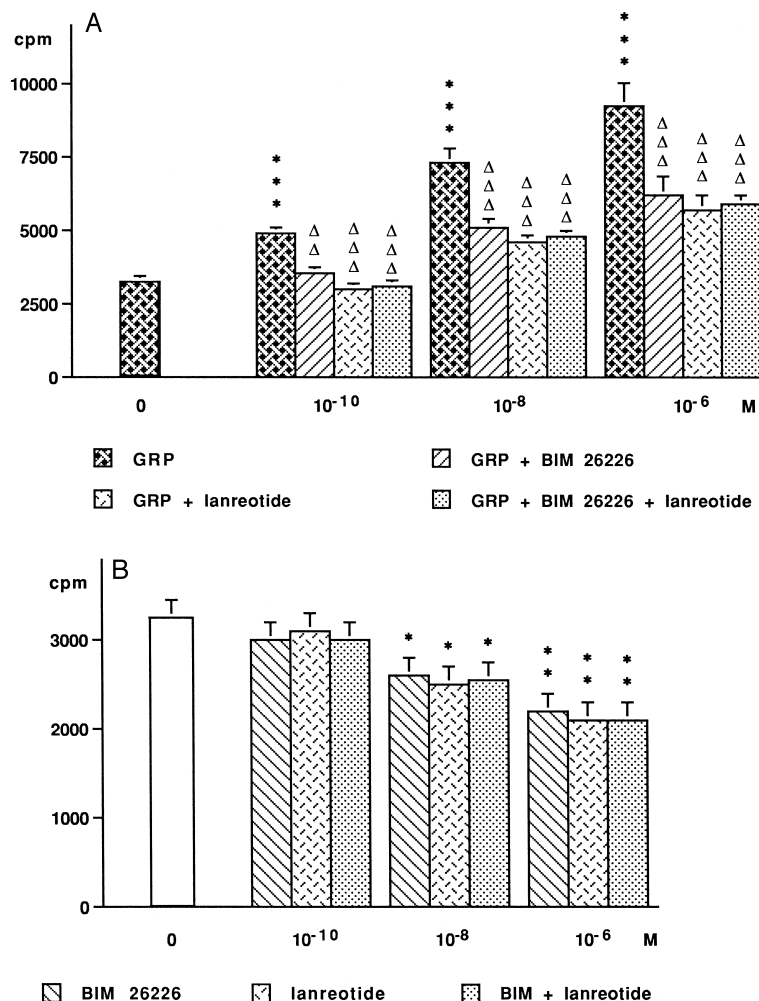 A
cpm
10000
7500
5000
2500
0
0 10⁻¹⁰ 10⁻⁸ 10⁻⁶ M
* * * * * * * * *
Δ Δ Δ Δ Δ Δ Δ Δ
Δ Δ Δ Δ Δ Δ Δ Δ Δ
Δ Δ Δ Δ Δ Δ Δ Δ Δ
GRP GRP + BIM 26226
GRP + lanreotide GRP + BIM 26226 + lanreotide
B
cpm
3000
2000
1000
0
* * * * * * * * *
0 10⁻¹⁰ 10⁻⁸ 10⁻⁶ M
BIM 26226 lanreotide BIM + lanreotide